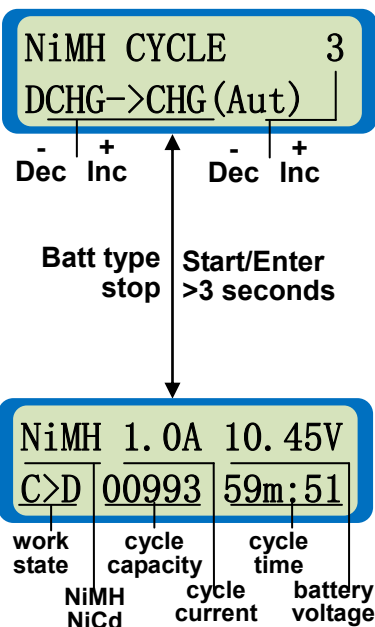 NiMH CYCLE 3
DCHG->CHG(Aut)
- + - +
Dec Inc Dec Inc
Batt type Start/Enter
stop >3 seconds
NiMH 1.0A 10.45V
C>D 00993 59m:51
work cycle cycle
state capacity time
NiMH cycle battery
NiCd current voltage